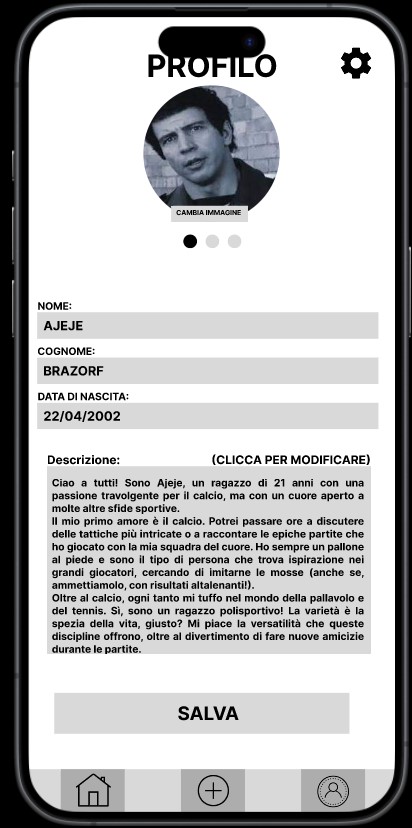 PROFILO
CAMBIA IMMAGINE
NOME:
AJEJE
COGNOME:
BRAZORF
DATA DI NASCITA:
22/04/2002
Descrizione: (CLICCA PER MODIFICARE)
Ciao a tutti! Sono Ajeje, un ragazzo di 21 anni con una
passione travolgente per il calcio, ma con un cuore aperto a
molte altre sfide sportive.
Il mio primo amore è il calcio. Potrei passare ore a discutere
delle tattiche più intricate o a raccontare le epiche partite che
ho giocato con la mia squadra del cuore. Ho sempre un pallone
al piede e sono il tipo di persona che trova ispirazione nei
grandi giocatori, cercando di imitarne le mosse (anche se,
ammettiamolo, con risultati altalenanti!).
Oltre al calcio, ogni tanto mi tuffo nel mondo della pallavolo e
del tennis. Sì, sono un ragazzo polisportivo! La varietà è la
spezia della vita, giusto? Mi piace la versatilità che queste
discipline offrono, oltre al divertimento di fare nuove amicizie
durante le partite.
SALVA